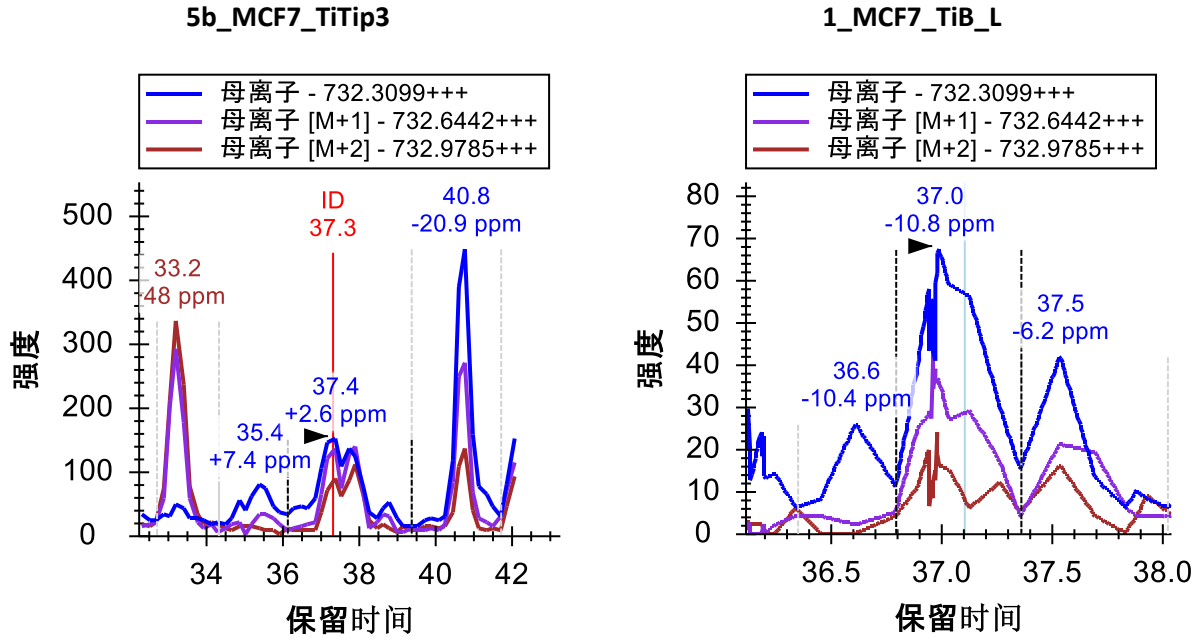 5b_MCF7_TiTip3
母离子 - 732.3099+++
母离子 [M+1] - 732.6442+++
母离子 [M+2] - 732.9785+++
强度
500
400
300
200
100
0
34
36
38
40
42
33.2
-48 ppm
35.4
+7.4 ppm
ID
37.3
37.4
+2.6 ppm
40.8
-20.9 ppm
保留时间
1_MCF7_TiB_L
母离子 - 732.3099+++
母离子 [M+1] - 732.6442+++
母离子 [M+2] - 732.9785+++
强度
80
70
60
50
40
30
20
10
0
36.5
37.0
37.5
38.0
36.6
-10.4 ppm
37.0
-10.8 ppm
37.5
-6.2 ppm
保留时间